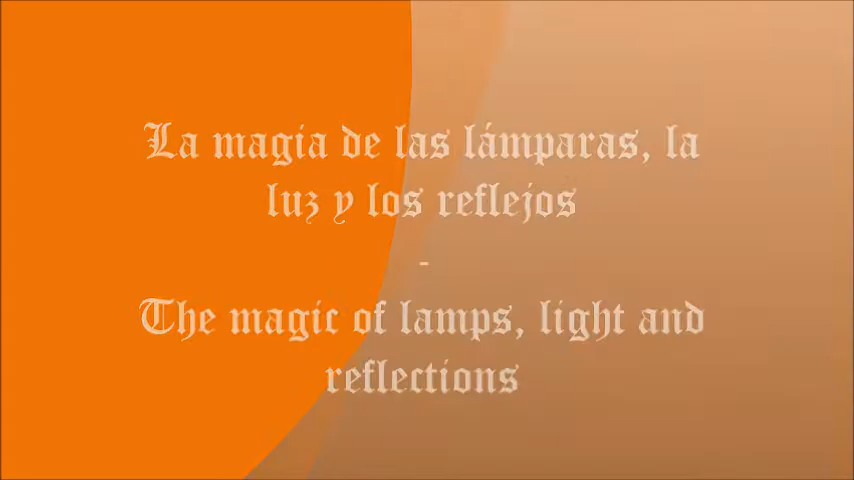 La magia de las lámparas, la
luz y los reflejos
-
The magic of lamps, light and
reflections